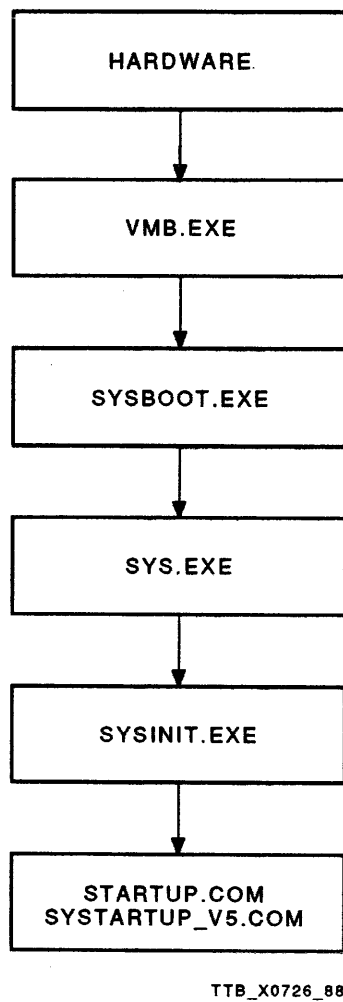 HARDWARE
VMB.EXE
SYSBOOT.EXE
SYS.EXE
SYSINIT.EXE
STARTUP.COM
SYSTARTUP_V5.COM
TTB_X0726_88